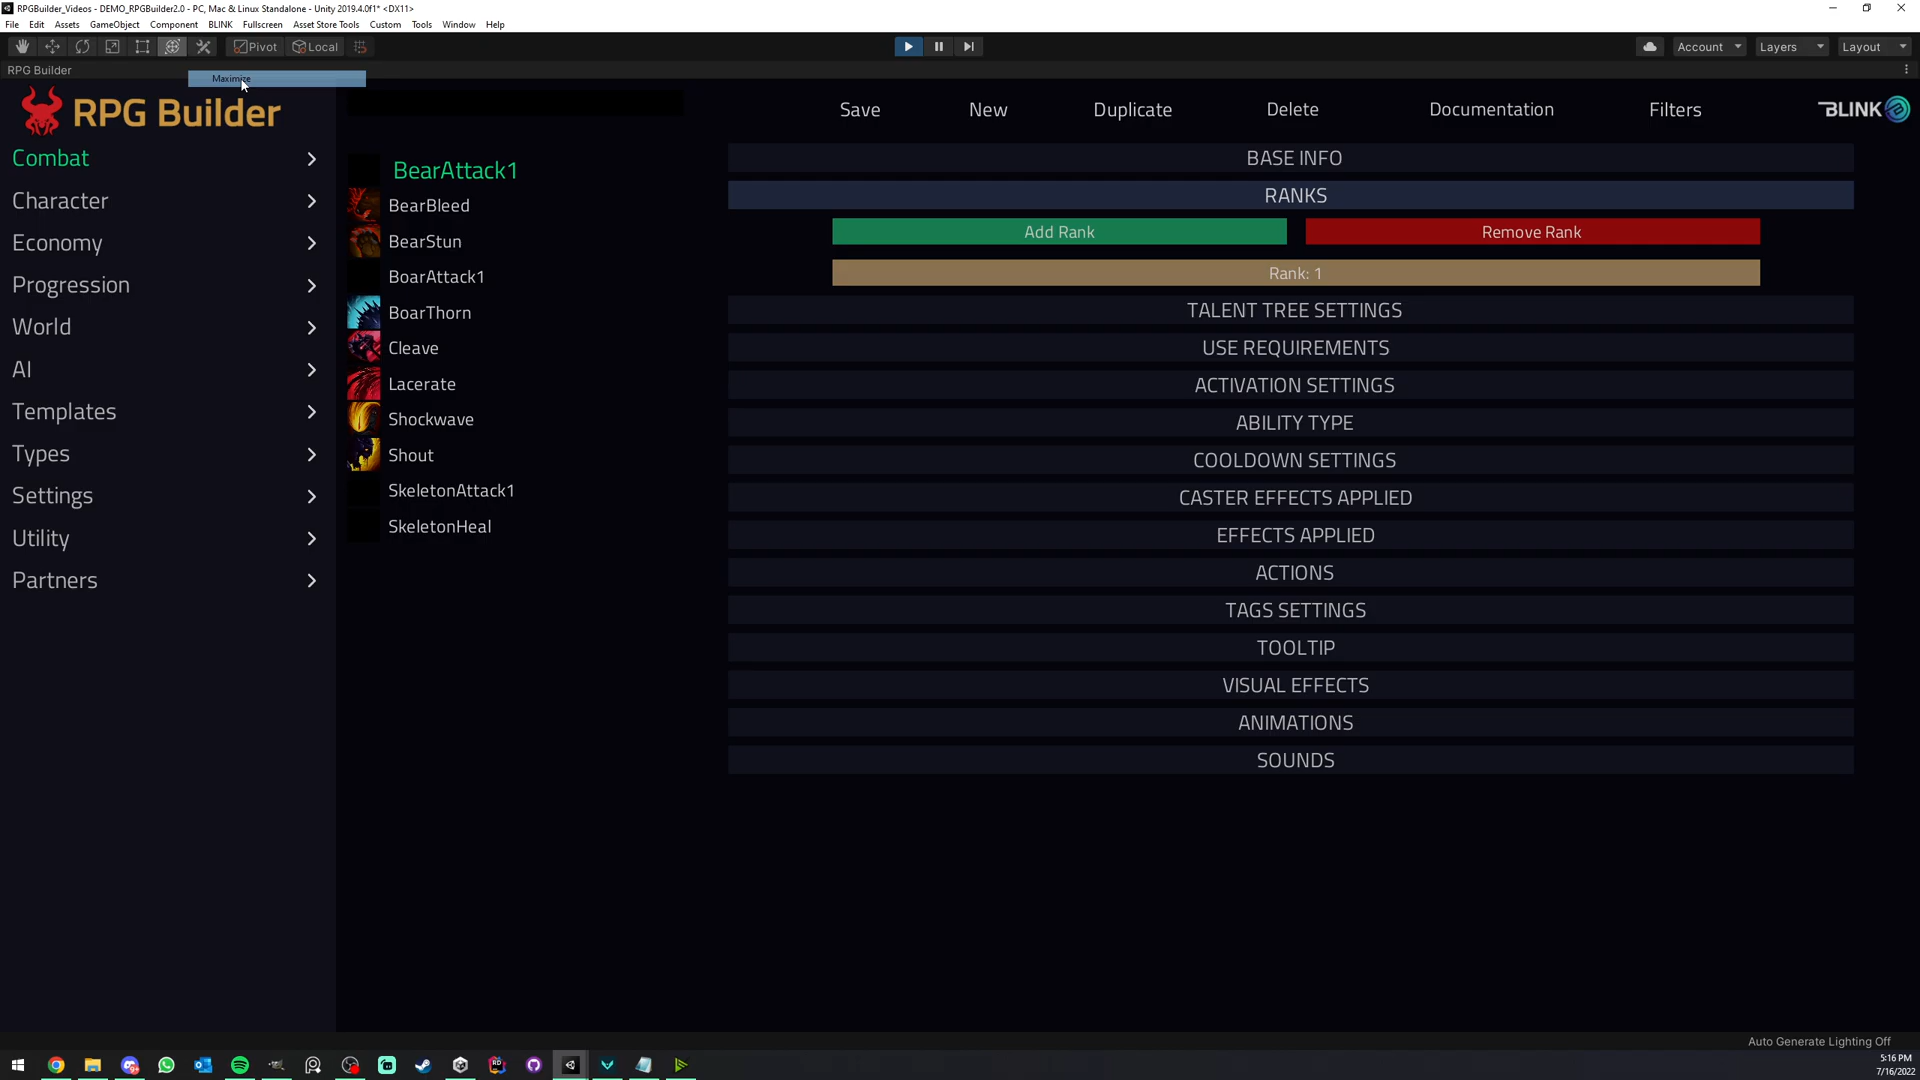 RPGBuilder_Videos - DEMO_RPGBuilder2.0 - PC, Mac & Linux Standalone - Unity 2019.4.0f1* <DX11>
File Edit Assets GameObject Component BLINK Fullscreen Asset Store Tools Custom Tools Window Help
Pivot Local Account Layers Layout
RPG Builder
Maximize
RPG Builder
Save New Duplicate Delete Documentation Filters BLINK
Combat
Character
Economy
Progression
World
AI
Templates
Types
Settings
Utility
Partners
BearAttack1
BearBleed
BearStun
BoarAttack1
BoarThorn
Cleave
Lacerate
Shockwave
Shout
SkeletonAttack1
SkeletonHeal
BASE INFO
RANKS
Add Rank Remove Rank
Rank: 1
TALENT TREE SETTINGS
USE REQUIREMENTS
ACTIVATION SETTINGS
ABILITY TYPE
COOLDOWN SETTINGS
CASTER EFFECTS APPLIED
EFFECTS APPLIED
ACTIONS
TAGS SETTINGS
TOOLTIP
VISUAL EFFECTS
ANIMATIONS
SOUNDS
Auto Generate Lighting Off
5:16 PM
7/16/2022